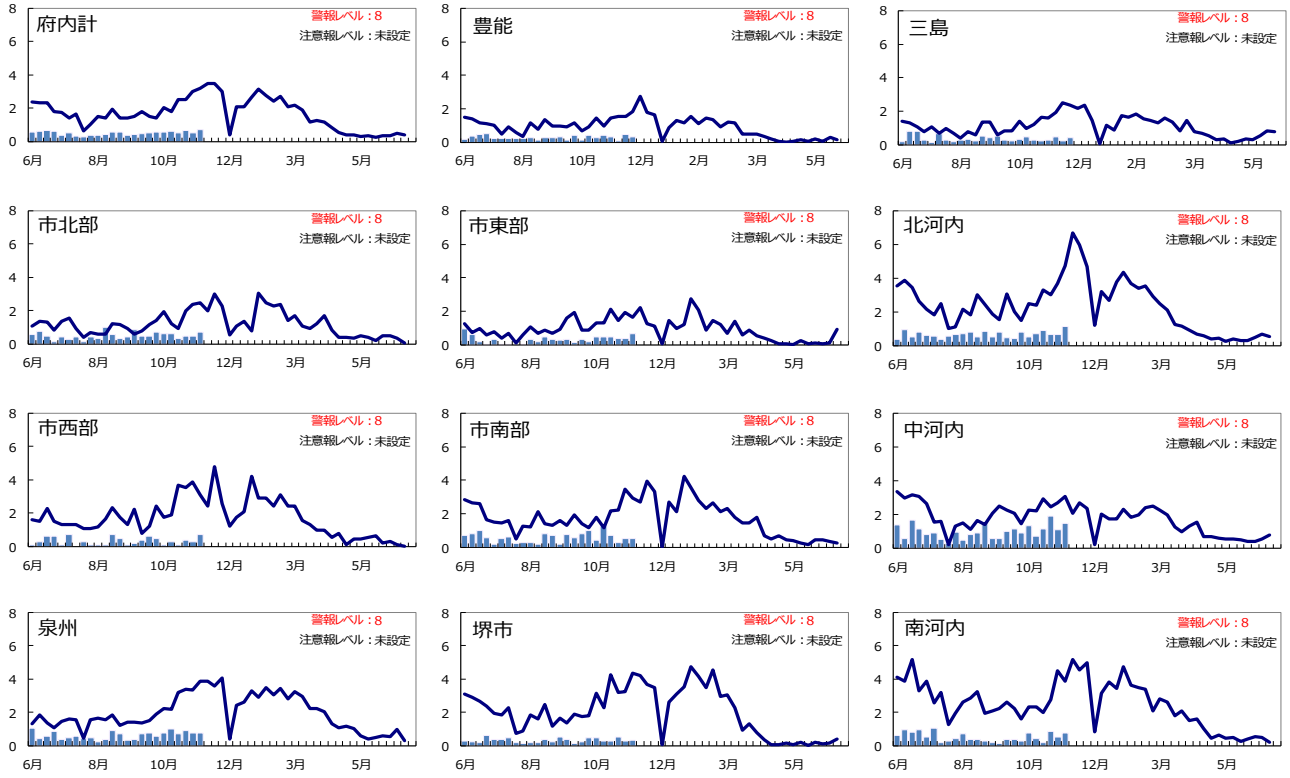 府内計
警報レベル：8
注意報レベル：未設定
8
6
4
2
0
6月 8月 10月 12月 3月 5月
豊能
警報レベル：8
注意報レベル：未設定
8
6
4
2
0
6月 8月 10月 12月 2月 3月 5月
三島
警報レベル：8
注意報レベル：未設定
8
6
4
2
0
6月 8月 10月 12月 2月 3月 5月
市北部
警報レベル：8
注意報レベル：未設定
8
6
4
2
0
6月 8月 10月 12月 3月 5月
市東部
警報レベル：8
注意報レベル：未設定
8
6
4
2
0
6月 8月 10月 12月 3月 5月
北河内
警報レベル：8
注意報レベル：未設定
8
6
4
2
0
6月 8月 10月 12月 3月 5月
市西部
警報レベル：8
注意報レベル：未設定
8
6
4
2
0
6月 8月 10月 12月 3月 5月
市南部
警報レベル：8
注意報レベル：未設定
8
6
4
2
0
6月 8月 10月 12月 3月 5月
中河内
警報レベル：8
注意報レベル：未設定
8
6
4
2
0
6月 8月 10月 12月 3月 5月
泉州
警報レベル：8
注意報レベル：未設定
8
6
4
2
0
6月 8月 10月 12月 3月 5月
堺市
警報レベル：8
注意報レベル：未設定
8
6
4
2
0
6月 8月 10月 12月 3月 5月
南河内
警報レベル：8
注意報レベル：未設定
8
6
4
2
0
6月 8月 10月 12月 3月 5月